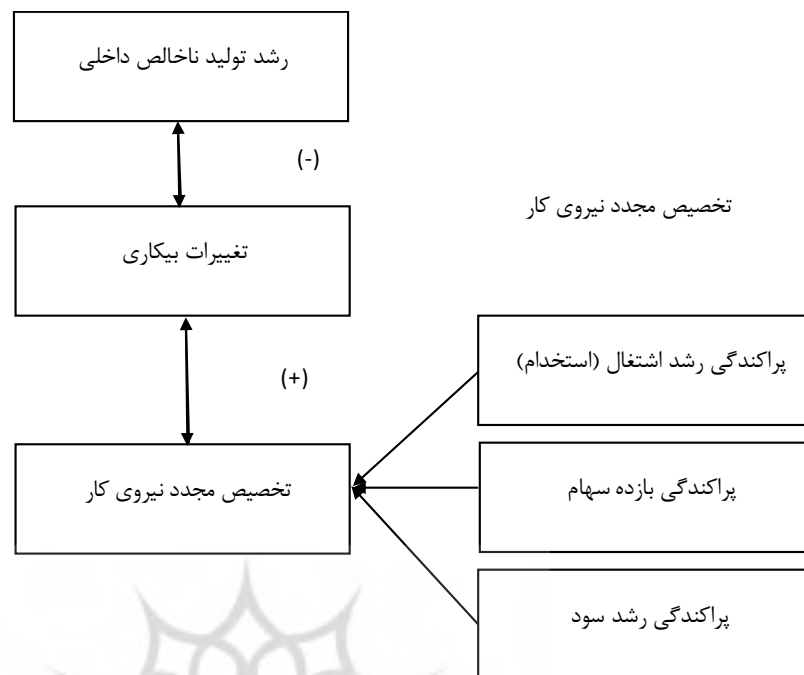 رشد تولید ناخالص داخلی
(-)
تغییرات بیکاری
تخصیص مجدد نیروی کار
(+)
پراکندگی رشد اشتغال (استخدام)
تخصیص مجدد نیروی کار
پراکندگی بازده سهام
پراکندگی رشد سود